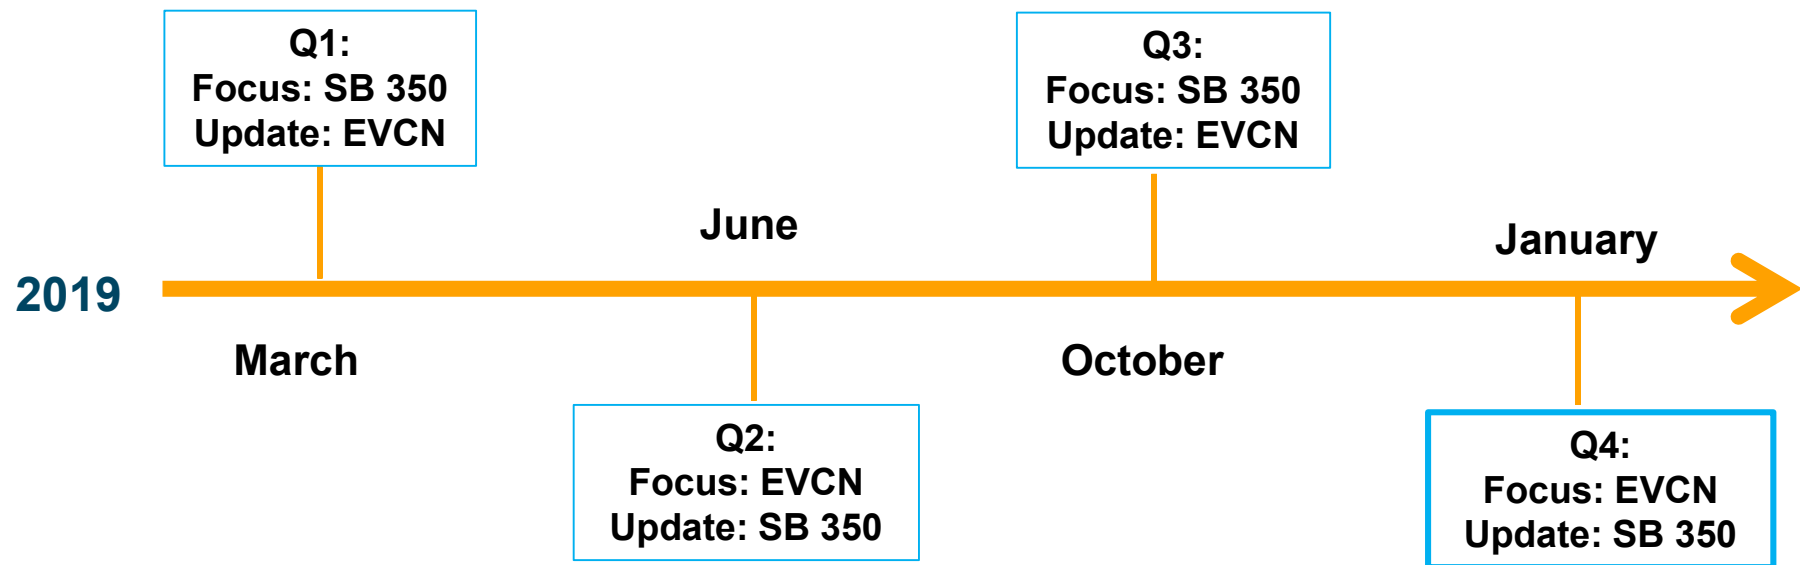 Q1:
Focus: SB 350
Update: EVCN
Q3:
Focus: SB 350
Update: EVCN
June
January
2019
March
October
Q2:
Focus: EVCN
Update: SB 350
Q4:
Focus: EVCN
Update: SB 350